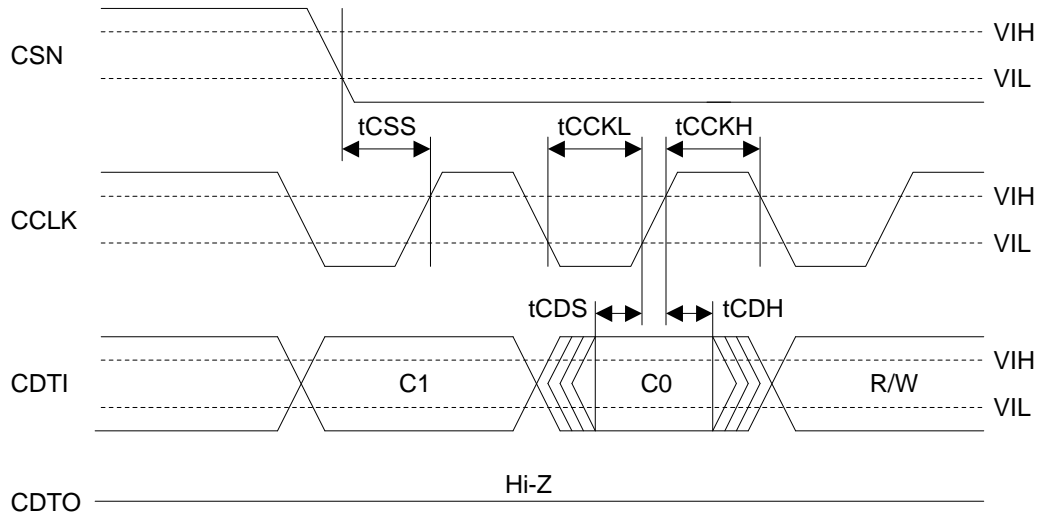 CSN
VIH
VIL
tCSS
tCCKL
tCCKH
CCLK
VIH
VIL
tCDS
tCDH
CDTI
C1
C0
R/W
VIH
VIL
CDTO
Hi-Z